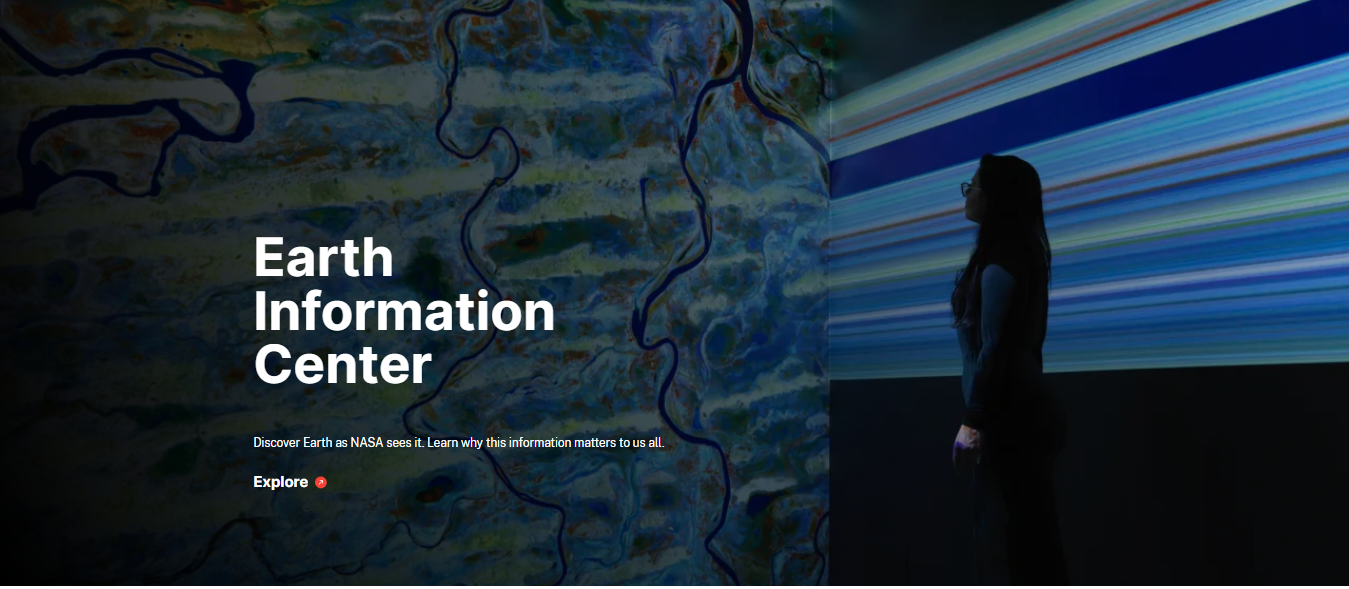 Earth
Information
Center
Discover Earth as NASA sees it. Learn why this information matters to us all.
Explore